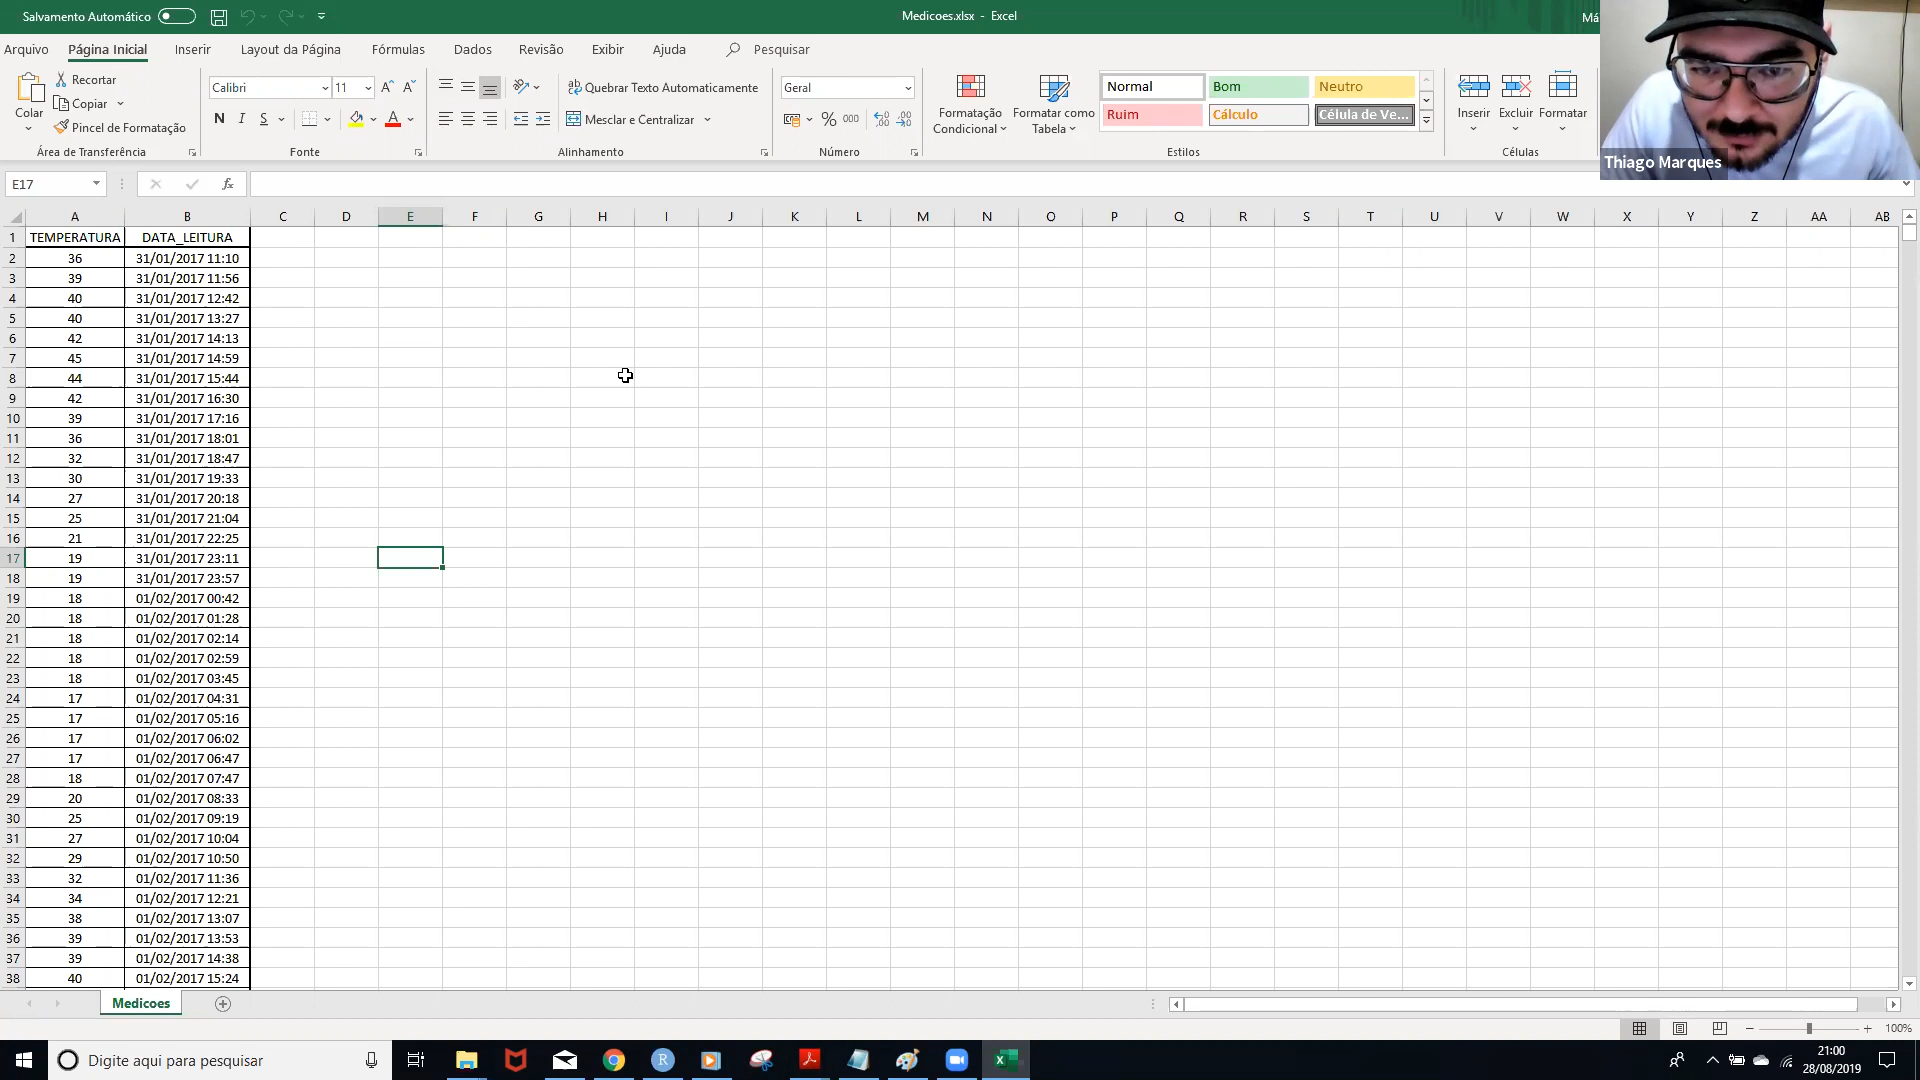 Salvamento Automático
Medicoes.xlsx - Excel
Má
Arquivo Página Inicial Inserir Layout da Página Fórmulas Dados Revisão Exibir Ajuda Pesquisar
Recortar
Copiar
Pincel de Formatação
Colar
Área de Transferência
Calibri 11
N I S
Fonte
Quebrar Texto Automaticamente
Mesclar e Centralizar
Alinhamento
Geral
% 000
Número
Formatação Condicional
Formatar como Tabela
Normal Bom Neutro
Ruim Cálculo Célula de Ve...
Estilos
Inserir Excluir Formatar
Células
Thiago Marques
E17 fx
A B C D E F G H I J K L M N O P Q R S T U V W X Y Z AA AB
1 TEMPERATURA DATA_LEITURA
2 36 31/01/2017 11:10
3 39 31/01/2017 11:56
4 40 31/01/2017 12:42
5 40 31/01/2017 13:27
6 42 31/01/2017 14:13
7 45 31/01/2017 14:59
8 44 31/01/2017 15:44
9 42 31/01/2017 16:30
10 39 31/01/2017 17:16
11 36 31/01/2017 18:01
12 32 31/01/2017 18:47
13 30 31/01/2017 19:33
14 27 31/01/2017 20:18
15 25 31/01/2017 21:04
16 21 31/01/2017 22:25
17 19 31/01/2017 23:11
18 19 31/01/2017 23:57
19 18 01/02/2017 00:42
20 18 01/02/2017 01:28
21 18 01/02/2017 02:14
22 18 01/02/2017 02:59
23 18 01/02/2017 03:45
24 17 01/02/2017 04:31
25 17 01/02/2017 05:16
26 17 01/02/2017 06:02
27 17 01/02/2017 06:47
28 18 01/02/2017 07:47
29 20 01/02/2017 08:33
30 25 01/02/2017 09:19
31 27 01/02/2017 10:04
32 29 01/02/2017 10:50
33 32 01/02/2017 11:36
34 34 01/02/2017 12:21
35 38 01/02/2017 13:07
36 39 01/02/2017 13:53
37 39 01/02/2017 14:38
38 40 01/02/2017 15:24
Medicoes
100%
Digite aqui para pesquisar
21:00
28/08/2019